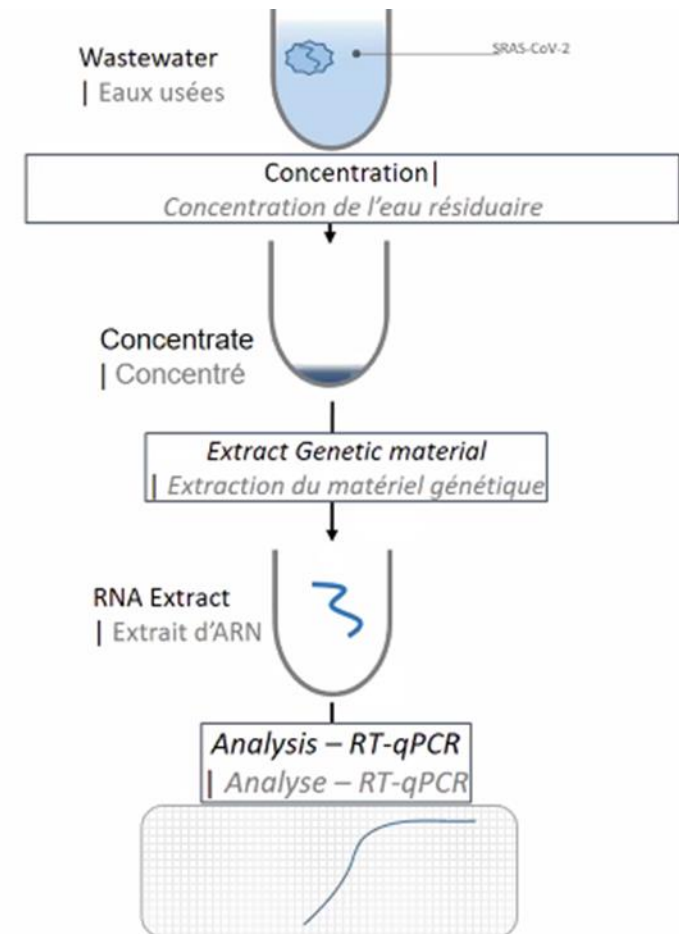 Wastewater
| Eaux usées
SRAS-CoV-2
Concentration|
Concentration de l'eau résiduaire
Concentrate
| Concentré
Extract Genetic material
| Extraction du matériel génétique
RNA Extract
| Extrait d'ARN
Analysis – RT-qPCR
| Analyse – RT-qPCR